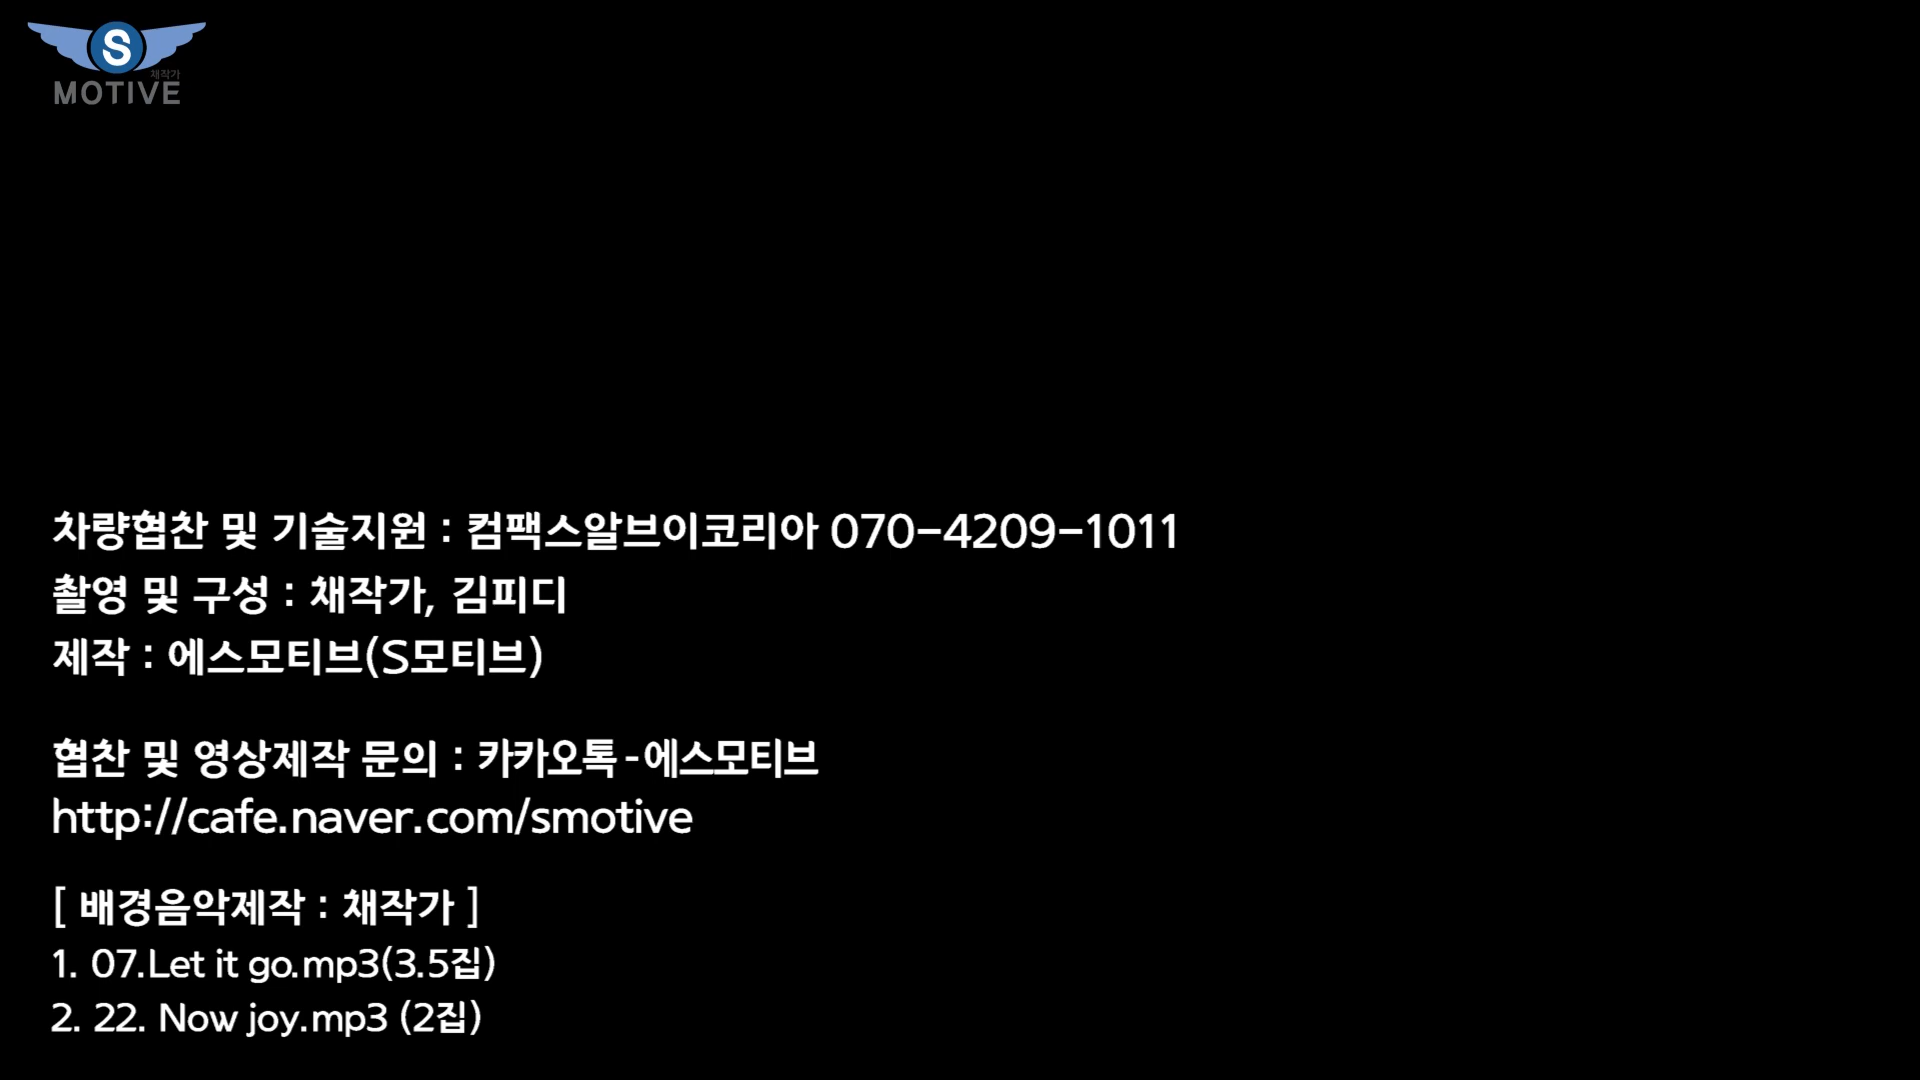 S
채작가
MOTIVE
차량협찬 및 기술지원 : 컴팩스알브이코리아 070-4209-1011
촬영 및 구성 : 채작가, 김피디
제작 : 에스모티브(S모티브)
협찬 및 영상제작 문의 : 카카오톡-에스모티브
http://cafe.naver.com/smotive
[ 배경음악제작 : 채작가 ]
1. 07.Let it go.mp3(3.5집)
2. 22. Now joy.mp3 (2집)